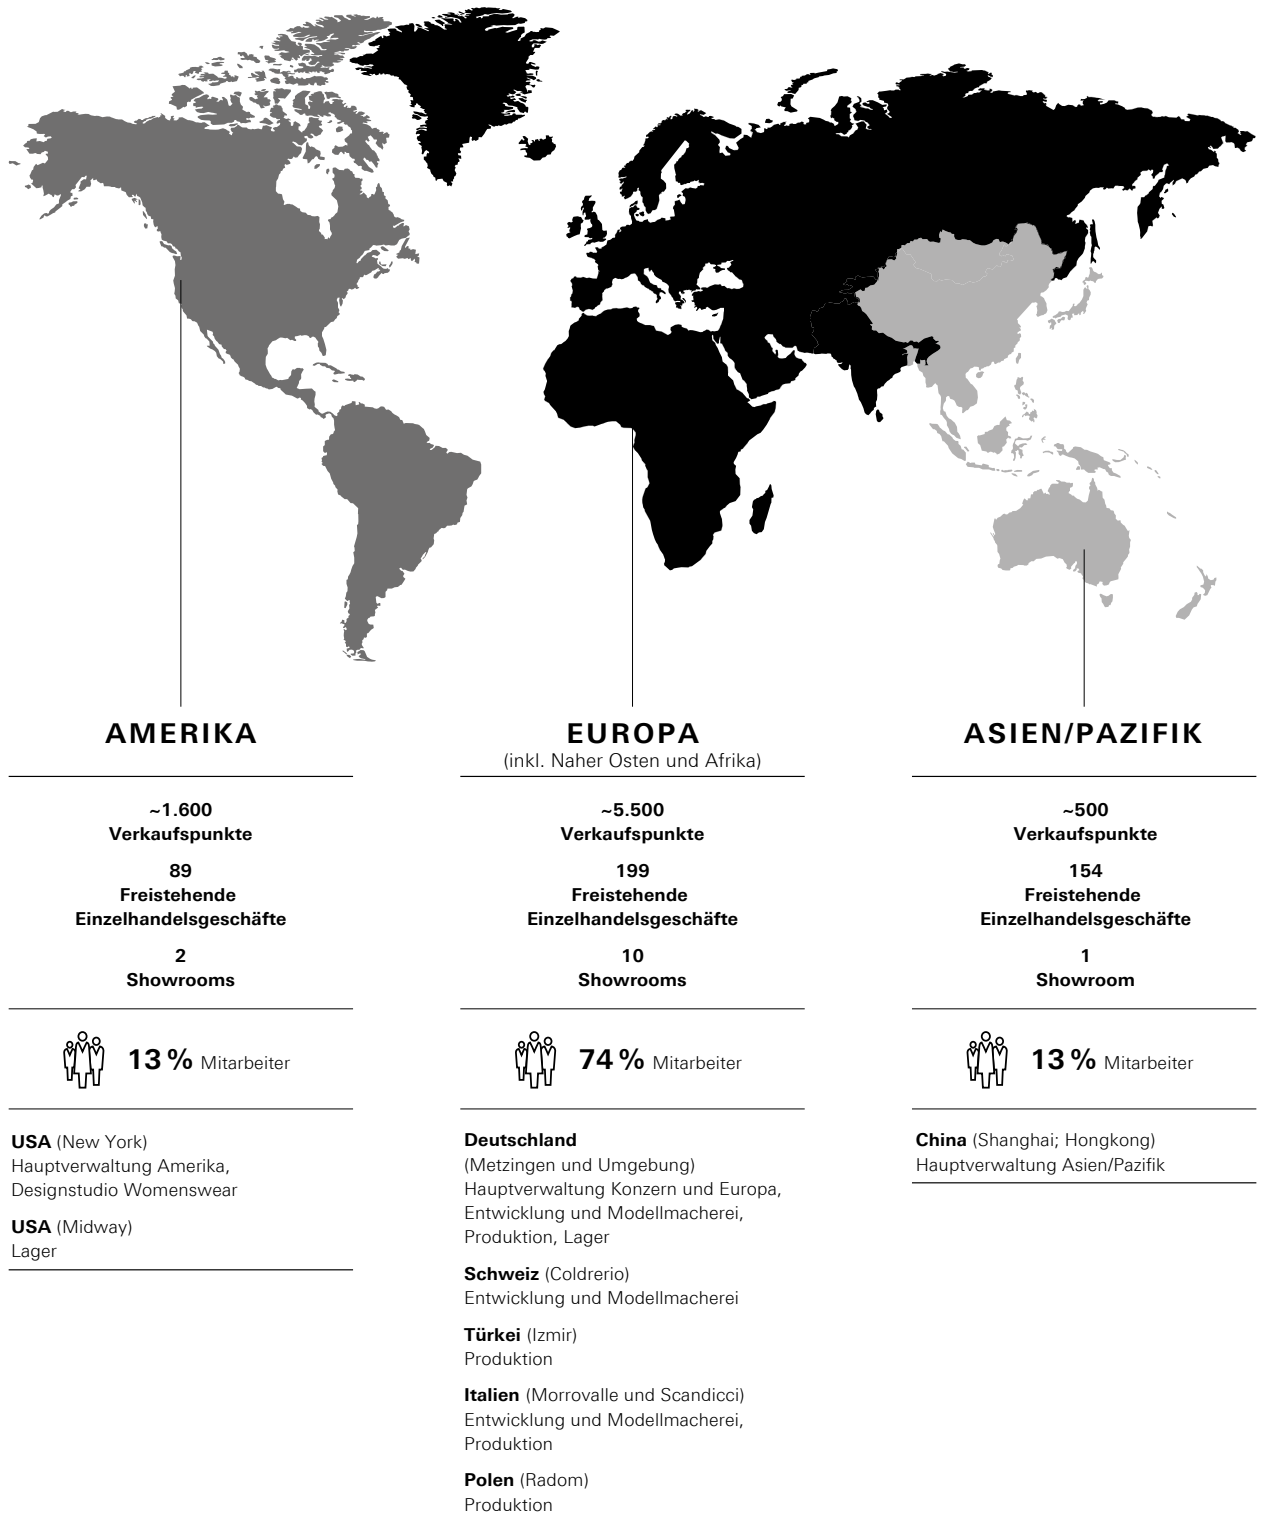 AMERIKA
~1.600
Verkaufspunkte
89
Freistehende
Einzelhandelsgeschäfte
2
Showrooms
13 % Mitarbeiter
USA (New York)
Hauptverwaltung Amerika,
Designstudio Womenswear
USA (Midway)
Lager
EUROPA
(inkl. Naher Osten und Afrika)
~5.500
Verkaufspunkte
199
Freistehende
Einzelhandelsgeschäfte
10
Showrooms
74 % Mitarbeiter
Deutschland
(Metzingen und Umgebung)
Hauptverwaltung Konzern und Europa,
Entwicklung und Modellmacherei,
Produktion, Lager
Schweiz (Coldrerio)
Entwicklung und Modellmacherei
Türkei (Izmir)
Produktion
Italien (Morrovalle und Scandicci)
Entwicklung und Modellmacherei,
Produktion
Polen (Radom)
Produktion
ASIEN/PAZIFIK
~500
Verkaufspunkte
154
Freistehende
Einzelhandelsgeschäfte
1
Showroom
13 % Mitarbeiter
China (Shanghai; Hongkong)
Hauptverwaltung Asien/Pazifik